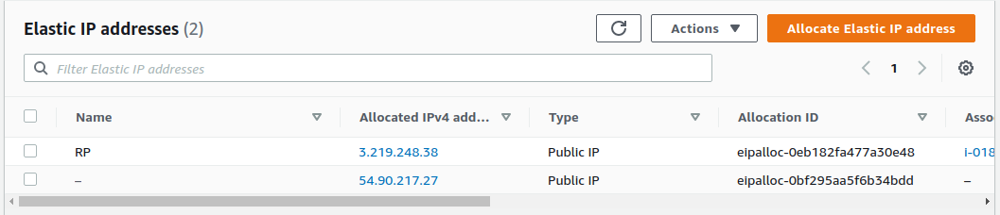 Elastic IP addresses (2)
Actions
Allocate Elastic IP address
Filter Elastic IP addresses
1
Name Allocated IPv4 add... Type Allocation ID Asso
RP 3.219.248.38 Public IP eipalloc-0eb182fa477a30e48 i-018
– 54.90.217.27 Public IP eipalloc-0bf295aa5f6b34bdd –